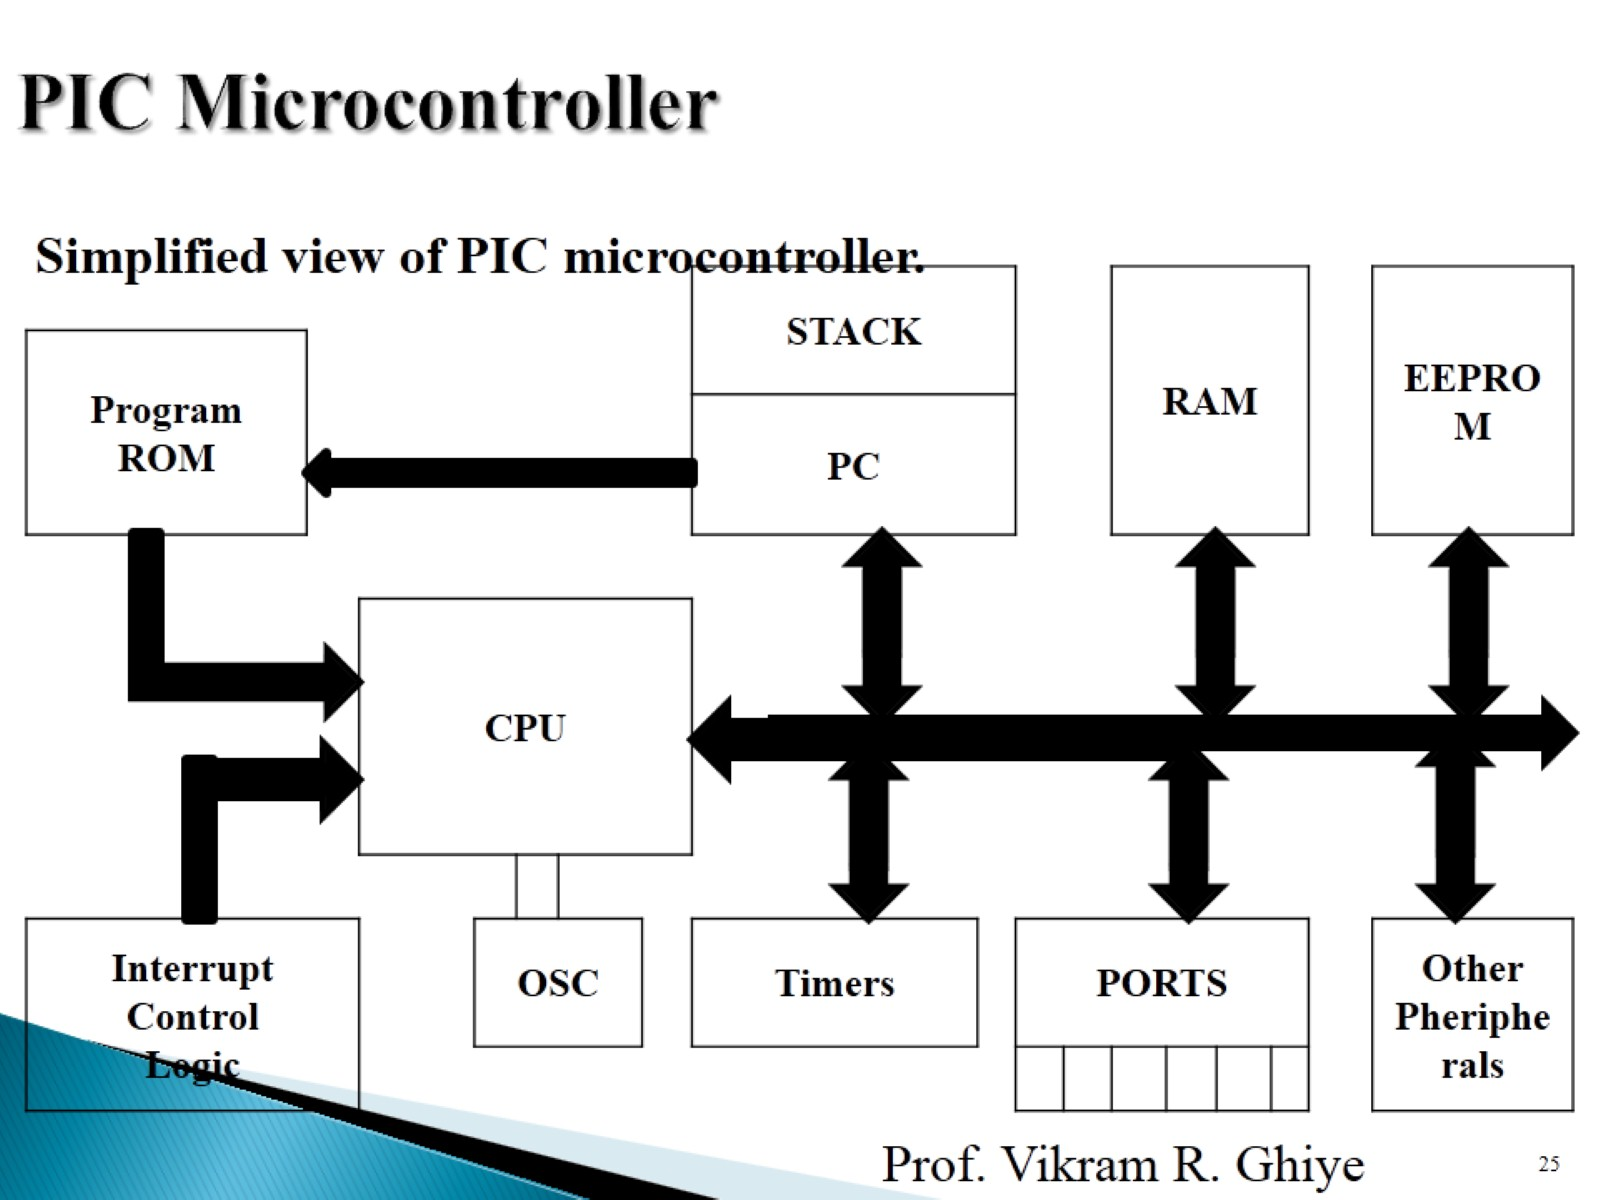 PIC Microcontroller
Simplified view of PIC microcontroller.
STACK
Program
ROM
PC
RAM
EEPRO
M
CPU
Interrupt
Control
Logic
OSC
Timers
PORTS
Other
Pheriphe
rals
Prof. Vikram R. Ghiye
25